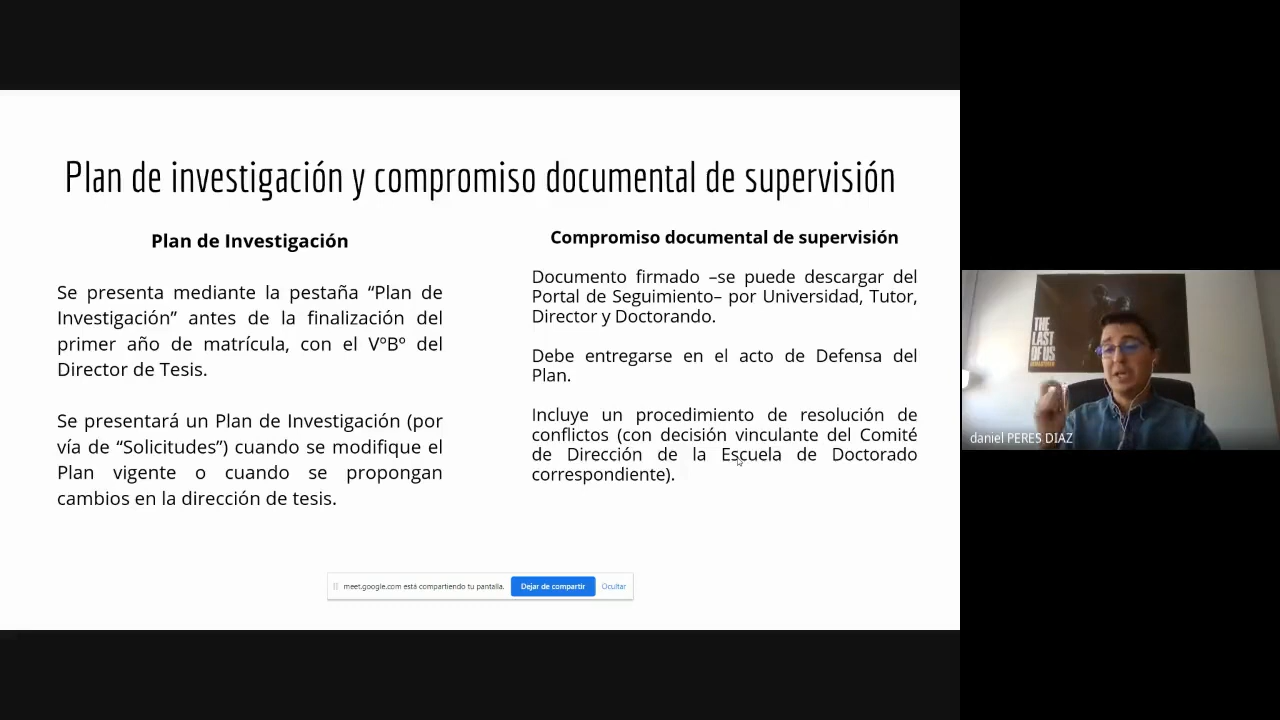 Plan de investigación y compromiso documental de supervisión
Plan de Investigación
Se presenta mediante la pestaña “Plan de
Investigación” antes de la finalización del
primer año de matrícula, con el VºBº del
Director de Tesis.
Se presentará un Plan de Investigación (por
vía de “Solicitudes”) cuando se modifique el
Plan vigente o cuando se propongan
cambios en la dirección de tesis.
Compromiso documental de supervisión
Documento firmado –se puede descargar del
Portal de Seguimiento– por Universidad, Tutor,
Director y Doctorando.
Debe entregarse en el acto de Defensa del
Plan.
Incluye un procedimiento de resolución de
conflictos (con decisión vinculante del Comité
de Dirección de la Escuela de Doctorado
correspondiente).
meet.google.com está compartiendo tu pantalla.
Dejar de compartir
Ocultar
THE
LAST
OF US
daniel PERES DIAZ